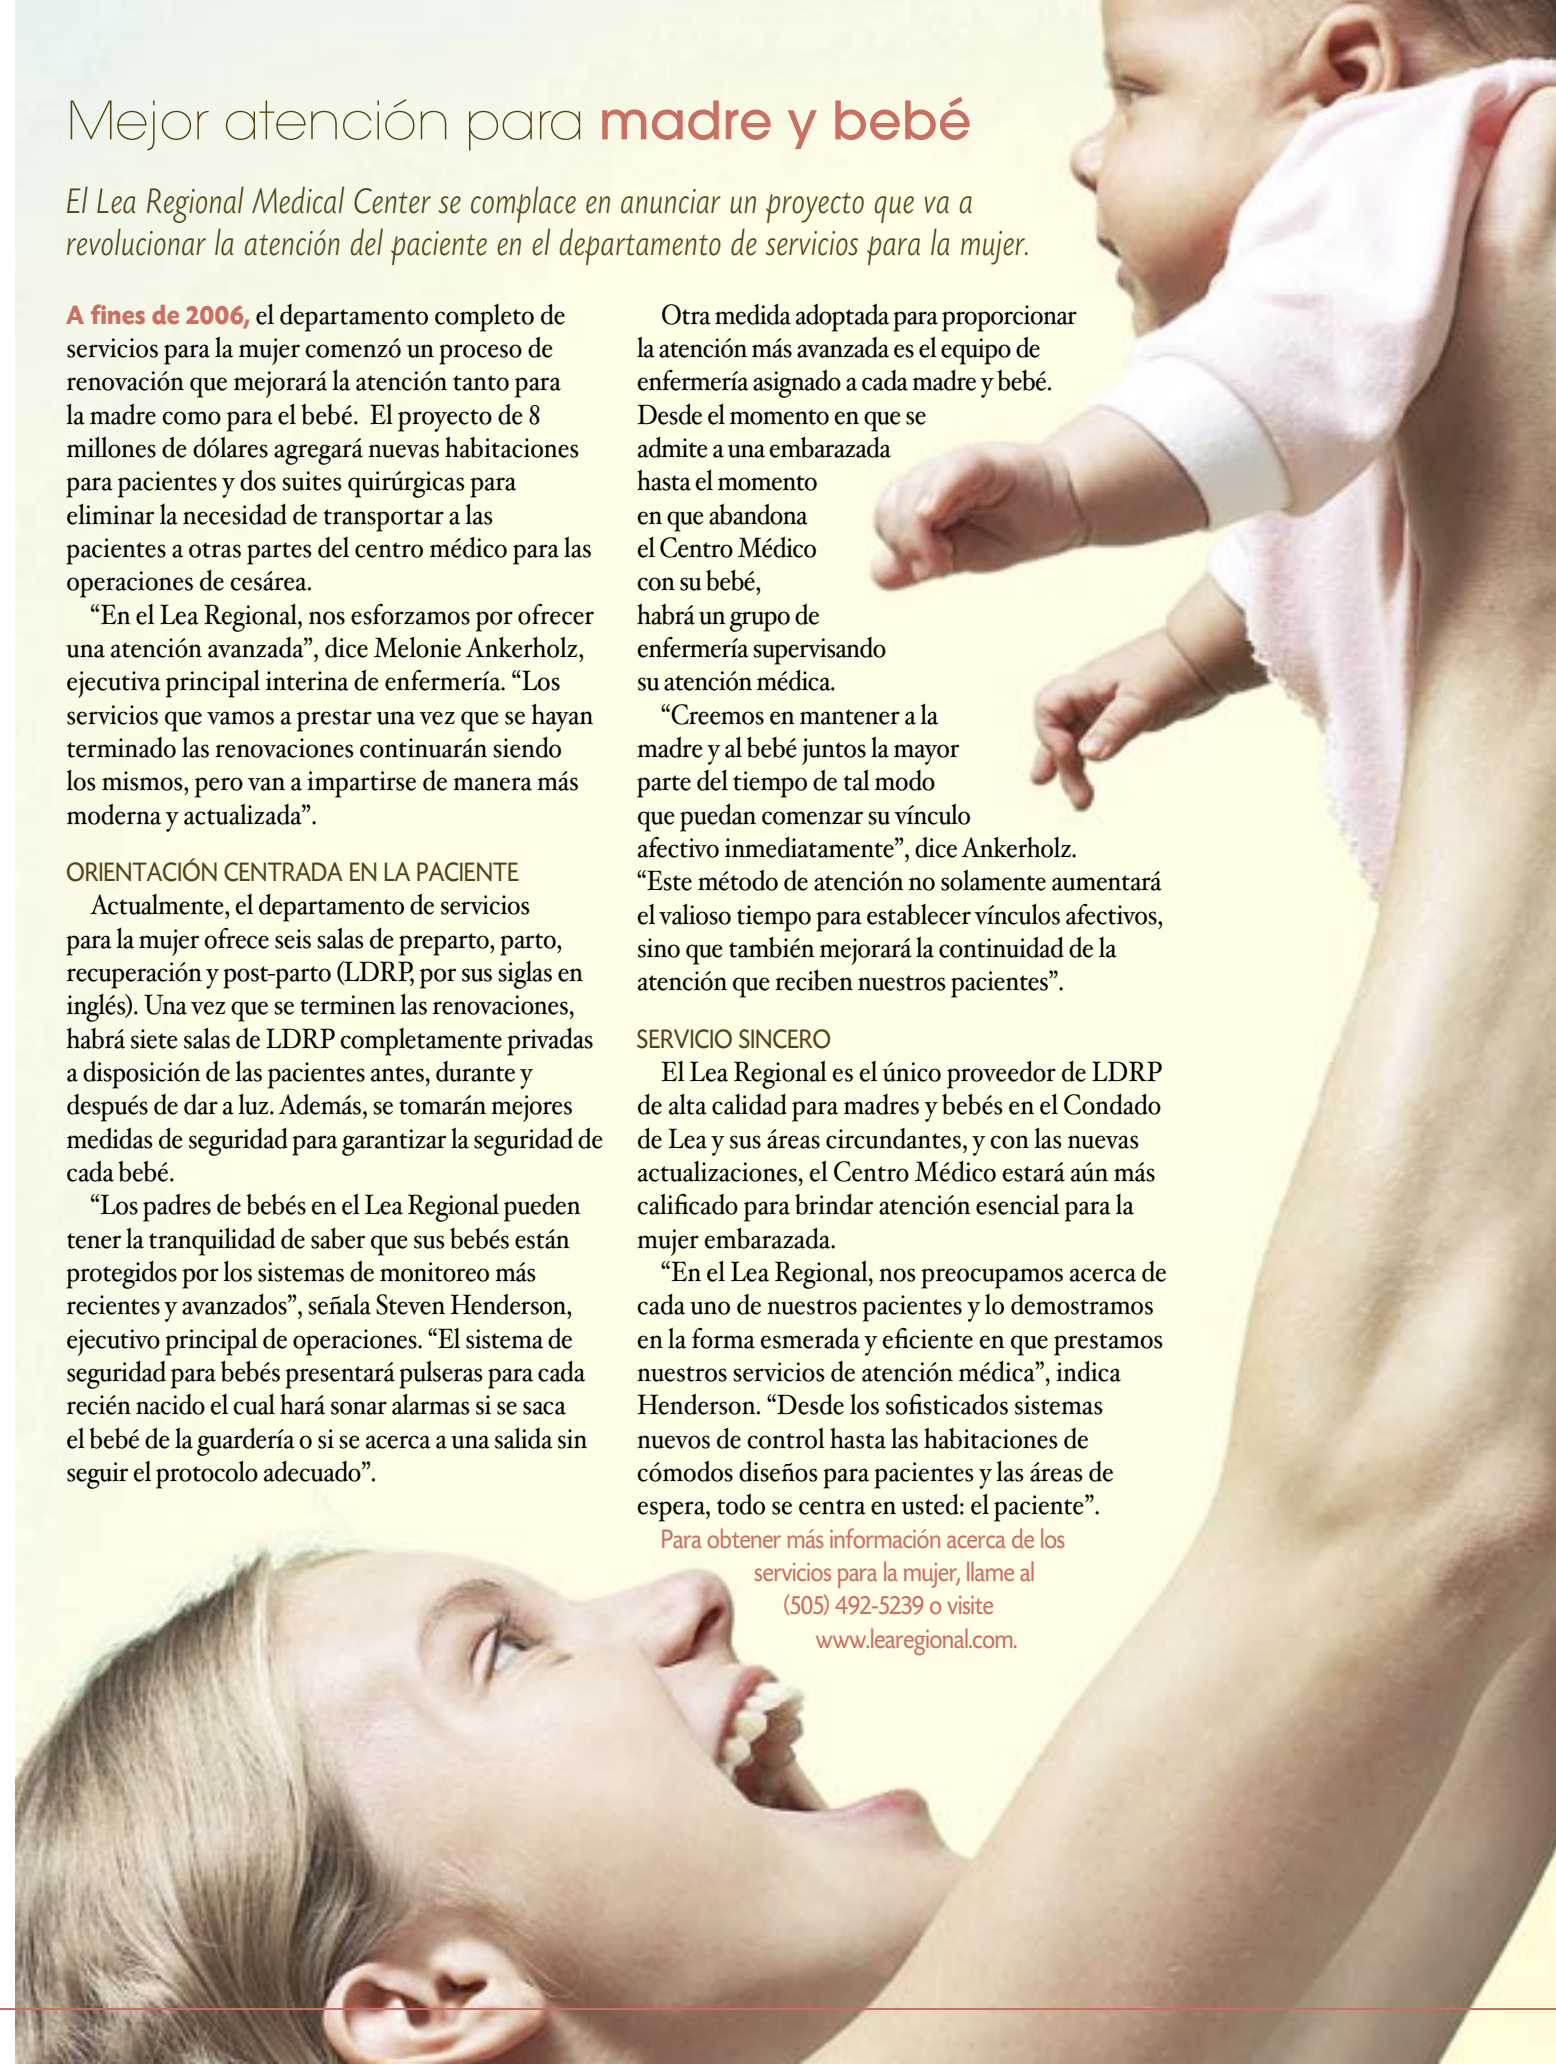 Mejor atención para madre y bebé
El Lea Regional Medical Center se complace en anunciar un proyecto que va a
revolucionar la atención del paciente en el departamento de servicios para la mujer.
A fines de 2006, el departamento completo de
servicios para la mujer comenzó un proceso de
renovación que mejorará la atención tanto para
la madre como para el bebé.  El proyecto de 8
millones de dólares agregará nuevas habitaciones
para pacientes y dos suites quirúrgicas para
eliminar la necesidad de transportar a las
pacientes a otras partes del centro médico para las
operaciones de cesárea.
“En el Lea Regional, nos esforzamos por ofrecer
una atención avanzada”, dice Melonie Ankerholz,
ejecutiva principal interina de enfermería. “Los
servicios que vamos a prestar una vez que se hayan
terminado las renovaciones continuarán siendo
los mismos, pero van a impartirse de manera más
moderna y actualizada”.
ORIENTACIÓN CENTRADA EN LA PACIENTE
Actualmente, el departamento de servicios
para la mujer ofrece seis salas de preparto, parto,
recuperación y post-parto (LDRP, por sus siglas en
inglés). Una vez que se terminen las renovaciones,
habrá siete salas de LDRP completamente privadas
a disposición de las pacientes antes, durante y
después de dar a luz. Además, se tomarán mejores
medidas de seguridad para garantizar la seguridad de
cada bebé.
“Los padres de bebés en el Lea Regional pueden
tener la tranquilidad de saber que sus bebés están
protegidos por los sistemas de monitoreo más
recientes y avanzados”, señala Steven Henderson,
ejecutivo principal de operaciones. “El sistema de
seguridad para bebés presentará pulseras para cada
recién nacido el cual hará sonar alarmas si se saca
el bebé de la guardería o si se acerca a una salida sin
seguir el protocolo adecuado”.
Otra medida adoptada para proporcionar
la atención más avanzada es el equipo de
enfermería asignado a cada madre y bebé.
Desde el momento en que se
admite a una embarazada
hasta el momento
en que abandona
el Centro Médico
con su bebé,
habrá un grupo de
enfermería supervisando
su atención médica.
“Creemos en mantener a la
madre y al bebé juntos la mayor
parte del tiempo de tal modo
que puedan comenzar su vínculo
afectivo inmediatamente”, dice Ankerholz.
“Este método de atención no solamente aumentará
el valioso tiempo para establecer vínculos afectivos,
sino que también mejorará la continuidad de la
atención que reciben nuestros pacientes”.
SERVICIO SINCERO
El Lea Regional es el único proveedor de LDRP
de alta calidad para madres y bebés en el Condado
de Lea y sus áreas circundantes, y con las nuevas
actualizaciones, el Centro Médico estará aún más
calificado para brindar atención esencial para la
mujer embarazada.
“En el Lea Regional, nos preocupamos acerca de
cada uno de nuestros pacientes y lo demostramos
en la forma esmerada y eficiente en que prestamos
nuestros servicios de atención médica”, indica
Henderson. “Desde los sofisticados sistemas
nuevos de control hasta las habitaciones de
cómodos diseños para pacientes y las áreas de
espera, todo se centra en usted: el paciente”.
Para obtener más información acerca de los
servicios para la mujer, llame al
(505) 492-5239 o visite
www.learegional.com.